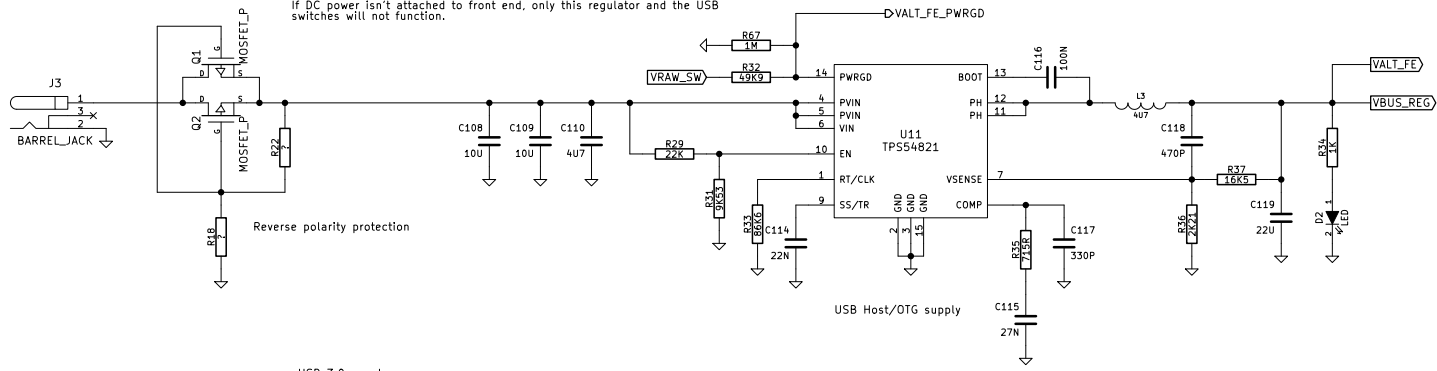 If DC power isn't attached to front end, only this regulator and the USB
switches will not function.
VALT_FE_PWRGD
R67
1M
VRAW_SW
R32
49K9
J3
1
3
2
BARREL_JACK
Q1
G
D
S
MOSFET_P
Q2
D
S
G
MOSFET_P
R22
?
R18
?
Reverse polarity protection
C108
10U
C109
10U
C110
4U7
R29
22K
R31
9K53
R33
86K6
C114
22N
14
PWRGD
4
PVIN
5
PVIN
6
VIN
10
EN
1
RT/CLK
9
SS/TR
U11
TPS54821
GND
GND
GND
2
3
15
BOOT
13
PH
12
PH
11
VSENSE
7
COMP
8
C116
100N
L3
4U7
C118
470P
R37
16K5
R36
2K21
C119
22U
R34
1K
D2
1
2
LED
VALT_FE
VBUS_REG
R35
715R
C117
330P
C115
27N
USB Host/OTG supply